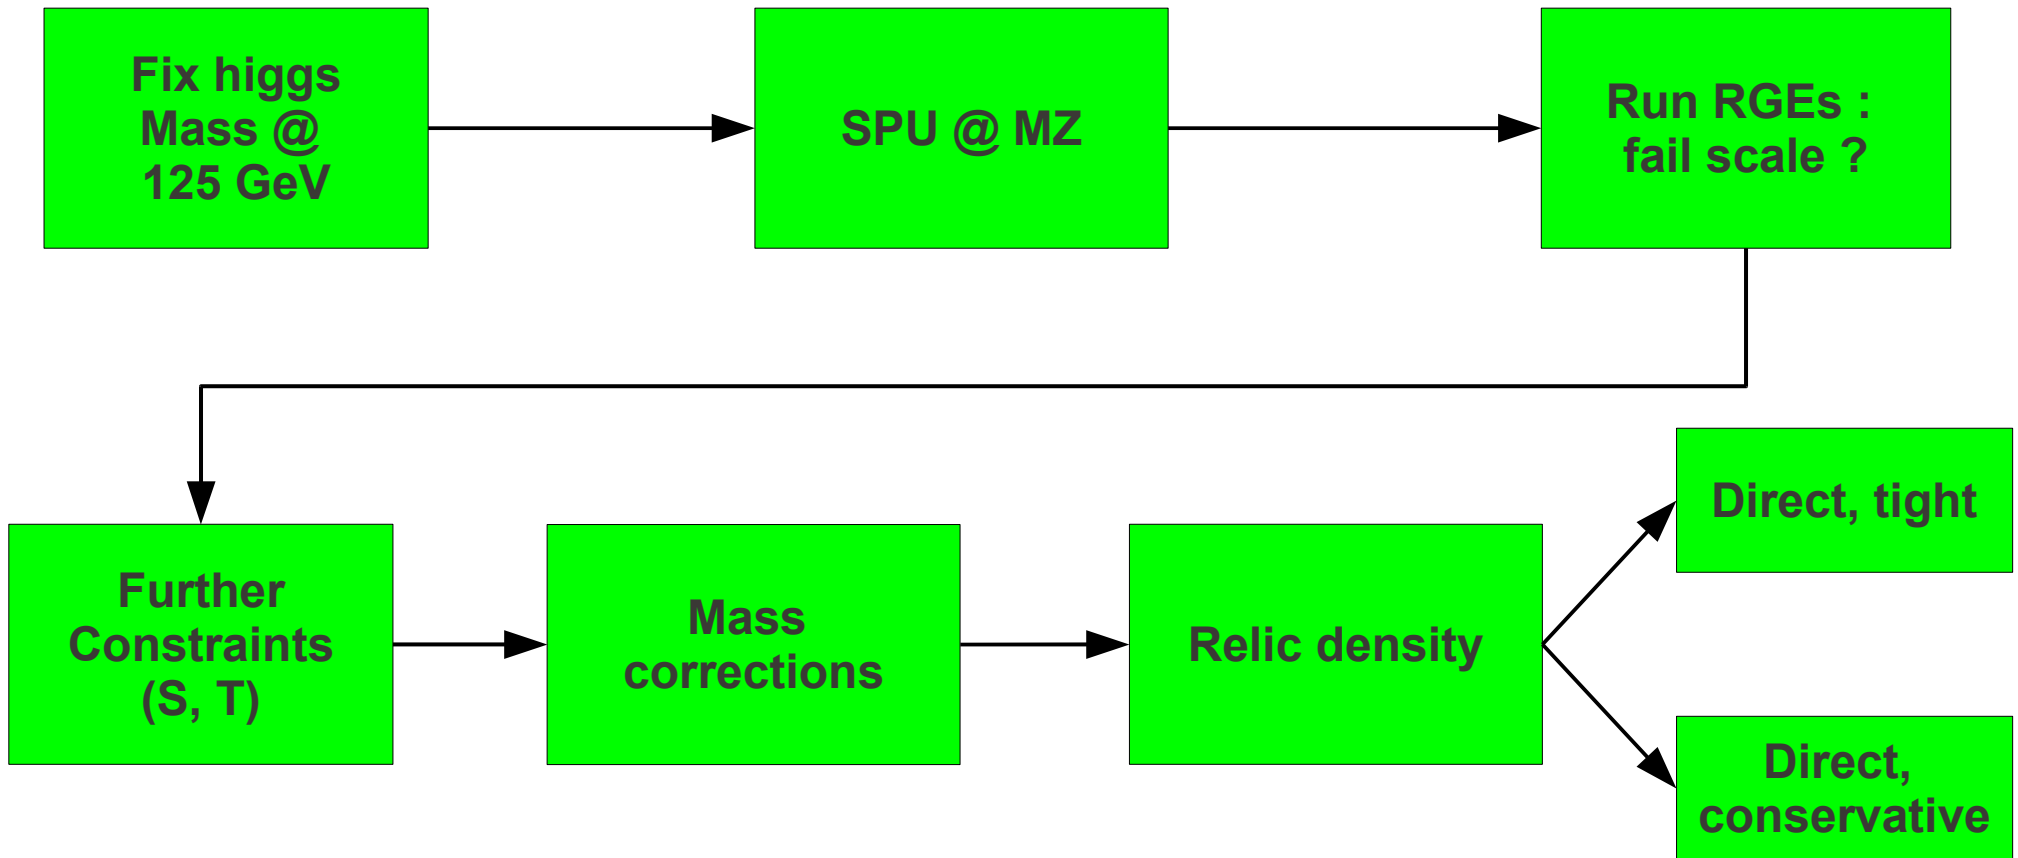 Fix higgs
Mass @
125 GeV
SPU @ MZ
Run RGEs :
fail scale ?
Further
Constraints
(S, T)
Mass
corrections
Relic density
Direct, tight
Direct,
conservative